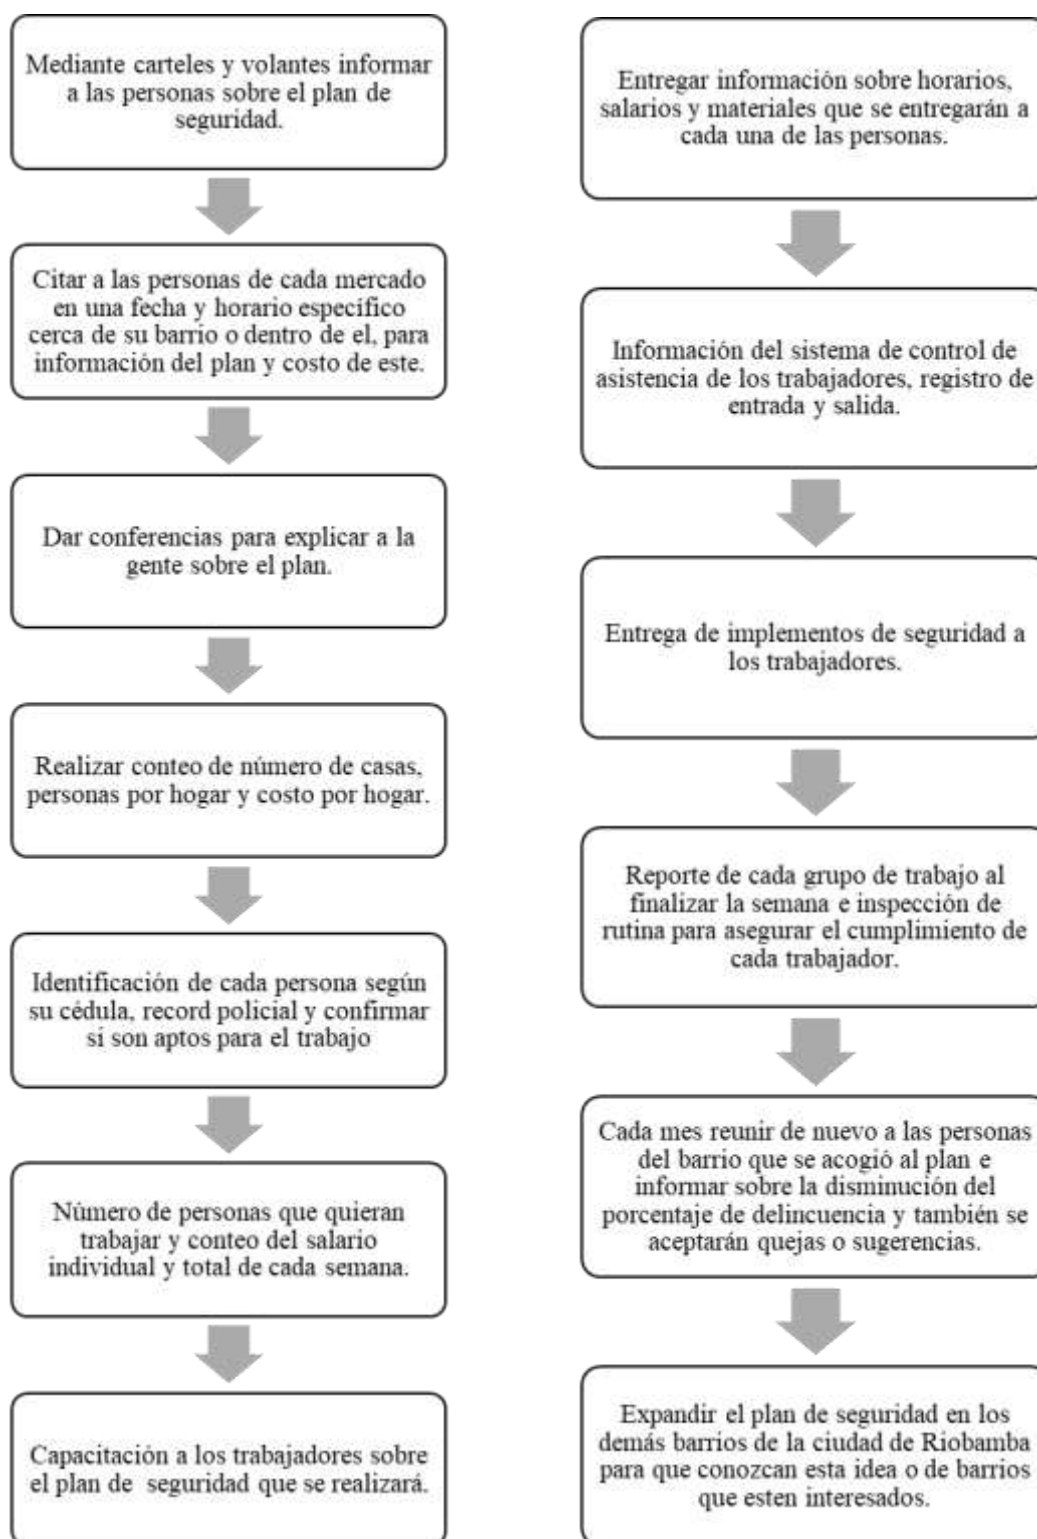 Mediante carteles y volantes informar
a las personas sobre el plan de
seguridad.
Citar a las personas de cada mercado
en una fecha y horario específico
cerca de su barrio o dentro de el, para
información del plan y costo de este.
Dar conferencias para explicar a la
gente sobre el plan.
Realizar conteo de número de casas,
personas por hogar y costo por hogar.
Identificación de cada persona según
su cédula, record policial y confirmar
si son aptos para el trabajo
Número de personas que quieran
trabajar y conteo del salario
individual y total de cada semana.
Capacitación a los trabajadores sobre
el plan de seguridad que se realizará.
Entregar información sobre horarios,
salarios y materiales que se entregarán a
cada una de las personas.
Información del sistema de control de
asistencia de los trabajadores, registro de
entrada y salida.
Entrega de implementos de seguridad a
los trabajadores.
Reporte de cada grupo de trabajo al
finalizar la semana e inspección de
rutina para asegurar el cumplimiento de
cada trabajador.
Cada mes reunir de nuevo a las personas
del barrio que se acogió al plan e
informar sobre la disminución del
porcentaje de delincuencia y también se
aceptarán quejas o sugerencias.
Expandir el plan de seguridad en los
demás barrios de la ciudad de Riobamba
para que conozcan esta idea o de barrios
que esten interesados.